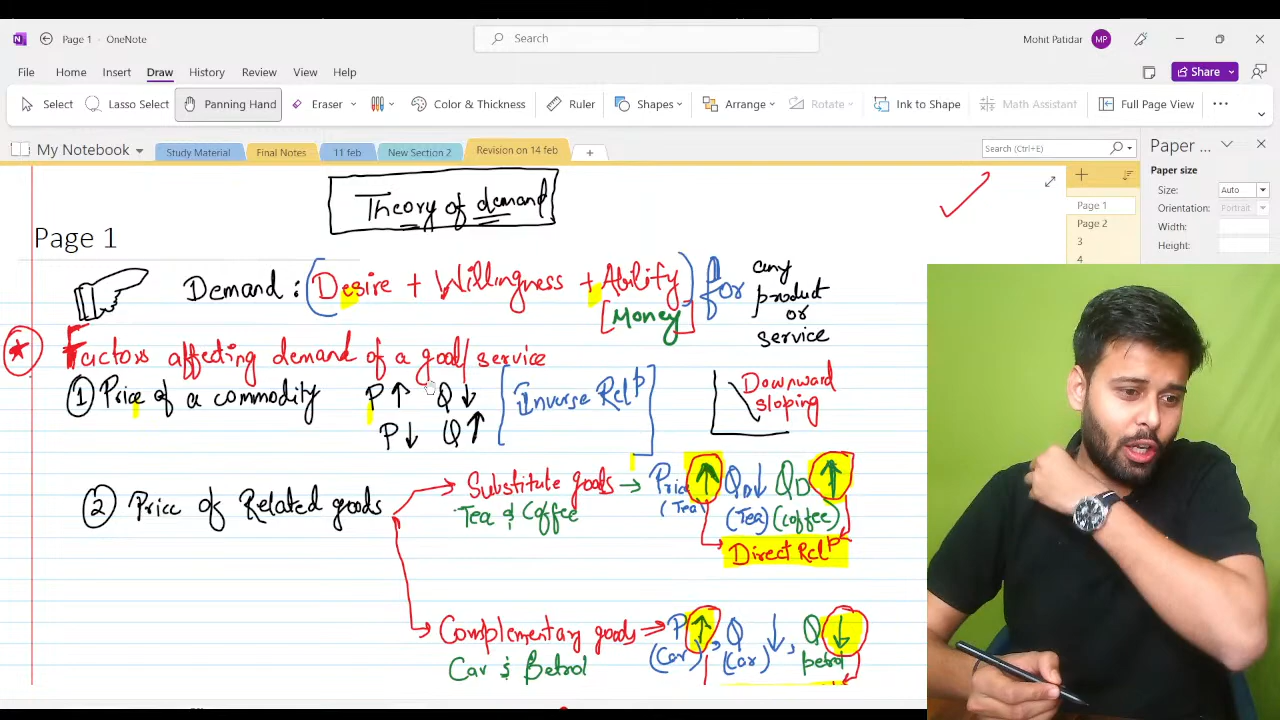 Page 1 - OneNote
Search
Mohit Patidar MP
File Home Insert Draw History Review View Help
Share
Select Lasso Select Panning Hand Eraser Color & Thickness Ruler Shapes Arrange Rotate Ink to Shape Math Assistant Full Page View
My Notebook Study Material Final Notes 11 feb New Section 2 Revision on 14 feb +
Search (Ctrl+E)
Paper ...
Paper size
Size: Auto
Orientation: Portrait
Width:
Height:
Page 1
Page 2
3
4
Theory of demand
Page 1
Demand : (Desire + Willingness + Ability) for any product or service
[Money]
Factors affecting demand of a good/ service
① Price of a commodity P↑ Q↓ [Inverse Relⁿ]
P↓ Q↑
Downward sloping
② Price of Related goods
Substitute goods → Price ↑ QD↓ QD ↑
Tea & Coffee (Tea) (Tea) (coffee)
Direct Relⁿ
Complementary goods ⇒ P↑, Q ↓, Q↓
Car & Petrol (Car) (Car) petrol